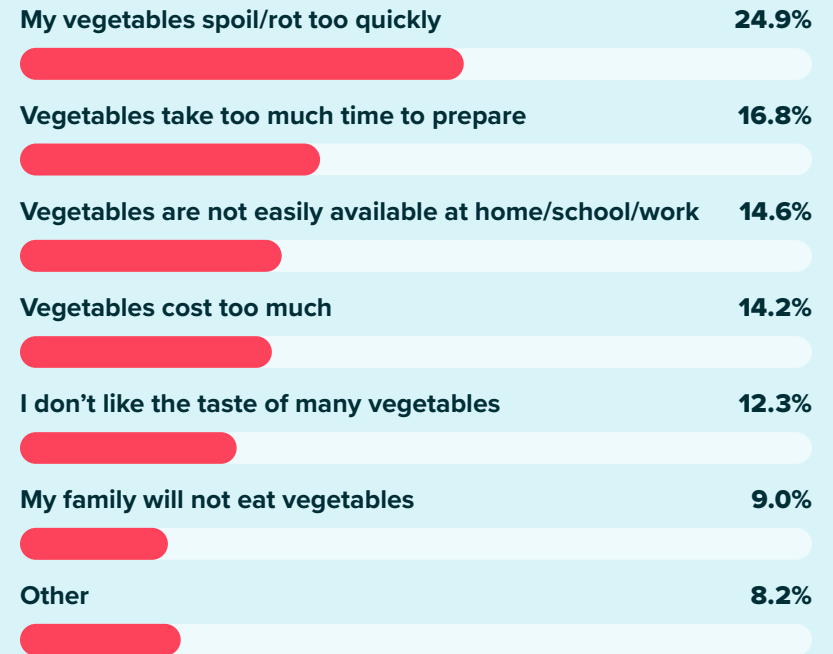 My vegetables spoil/rot too quickly 24.9%
Vegetables take too much time to prepare 16.8%
Vegetables are not easily available at home/school/work 14.6%
Vegetables cost too much 14.2%
I don’t like the taste of many vegetables 12.3%
My family will not eat vegetables 9.0%
Other 8.2%